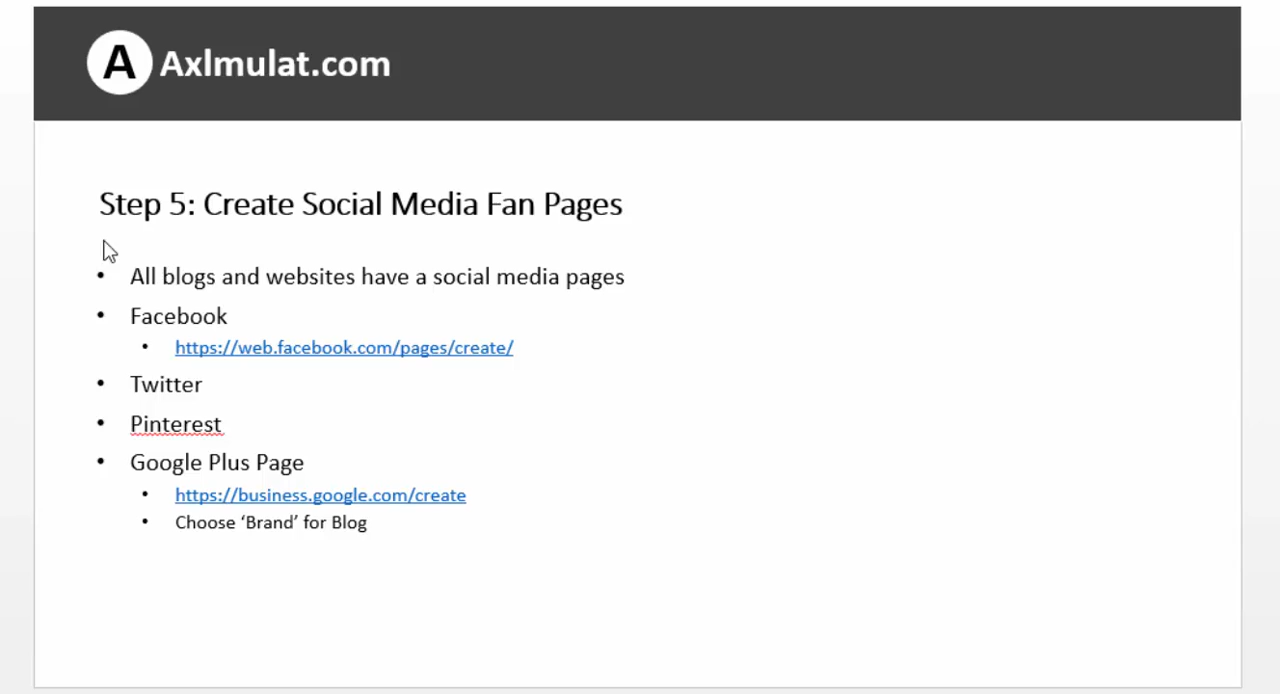 A Axlmulat.com
Step 5: Create Social Media Fan Pages
• All blogs and websites have a social media pages
• Facebook
• https://web.facebook.com/pages/create/
• Twitter
• Pinterest
• Google Plus Page
• https://business.google.com/create
• Choose ‘Brand’ for Blog